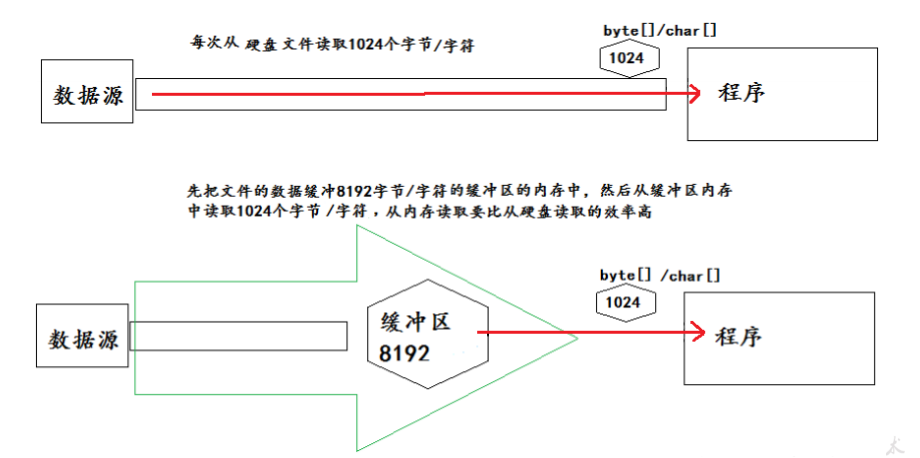 每次从 硬盘 文件读取1024个字节/字符
byte[]/char[]
1024
数据源
程序
先把文件的数据缓冲8192字节/字符的缓冲区的内存中，然后从缓冲区内存
中读取1024个字节 /字符，从内存读取要比从硬盘读取的效率高
byte[] /char[]
1024
数据源
缓冲区
8192
程序